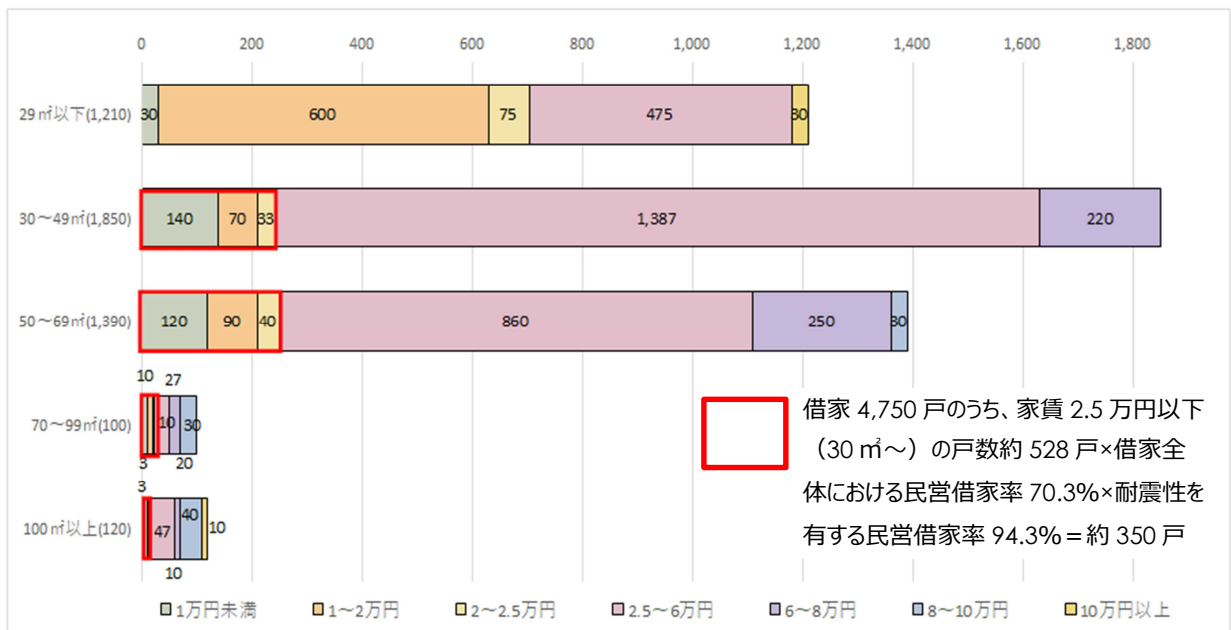 0 200 400 600 800 1,000 1,200 1,400 1,600 1,800
29㎡以下(1,210) 30 600 75 475 30
30～49㎡(1,850) 140 70 33 1,387 220
50～69㎡(1,390) 120 90 40 860 250 30
10 27
70～99㎡(100) 10 30
3 20
3
100㎡以上(120) 47 40 10
10
借家 4,750 戸のうち、家賃 2.5 万円以下
（30 ㎡～）の戸数約 528 戸×借家全
体における民営借家率 70.3%×耐震性を
有する民営借家率 94.3%＝約 350 戸
1万円未満 1～2万円 2～2.5万円 2.5～6万円 6～8万円 8～10万円 10万円以上